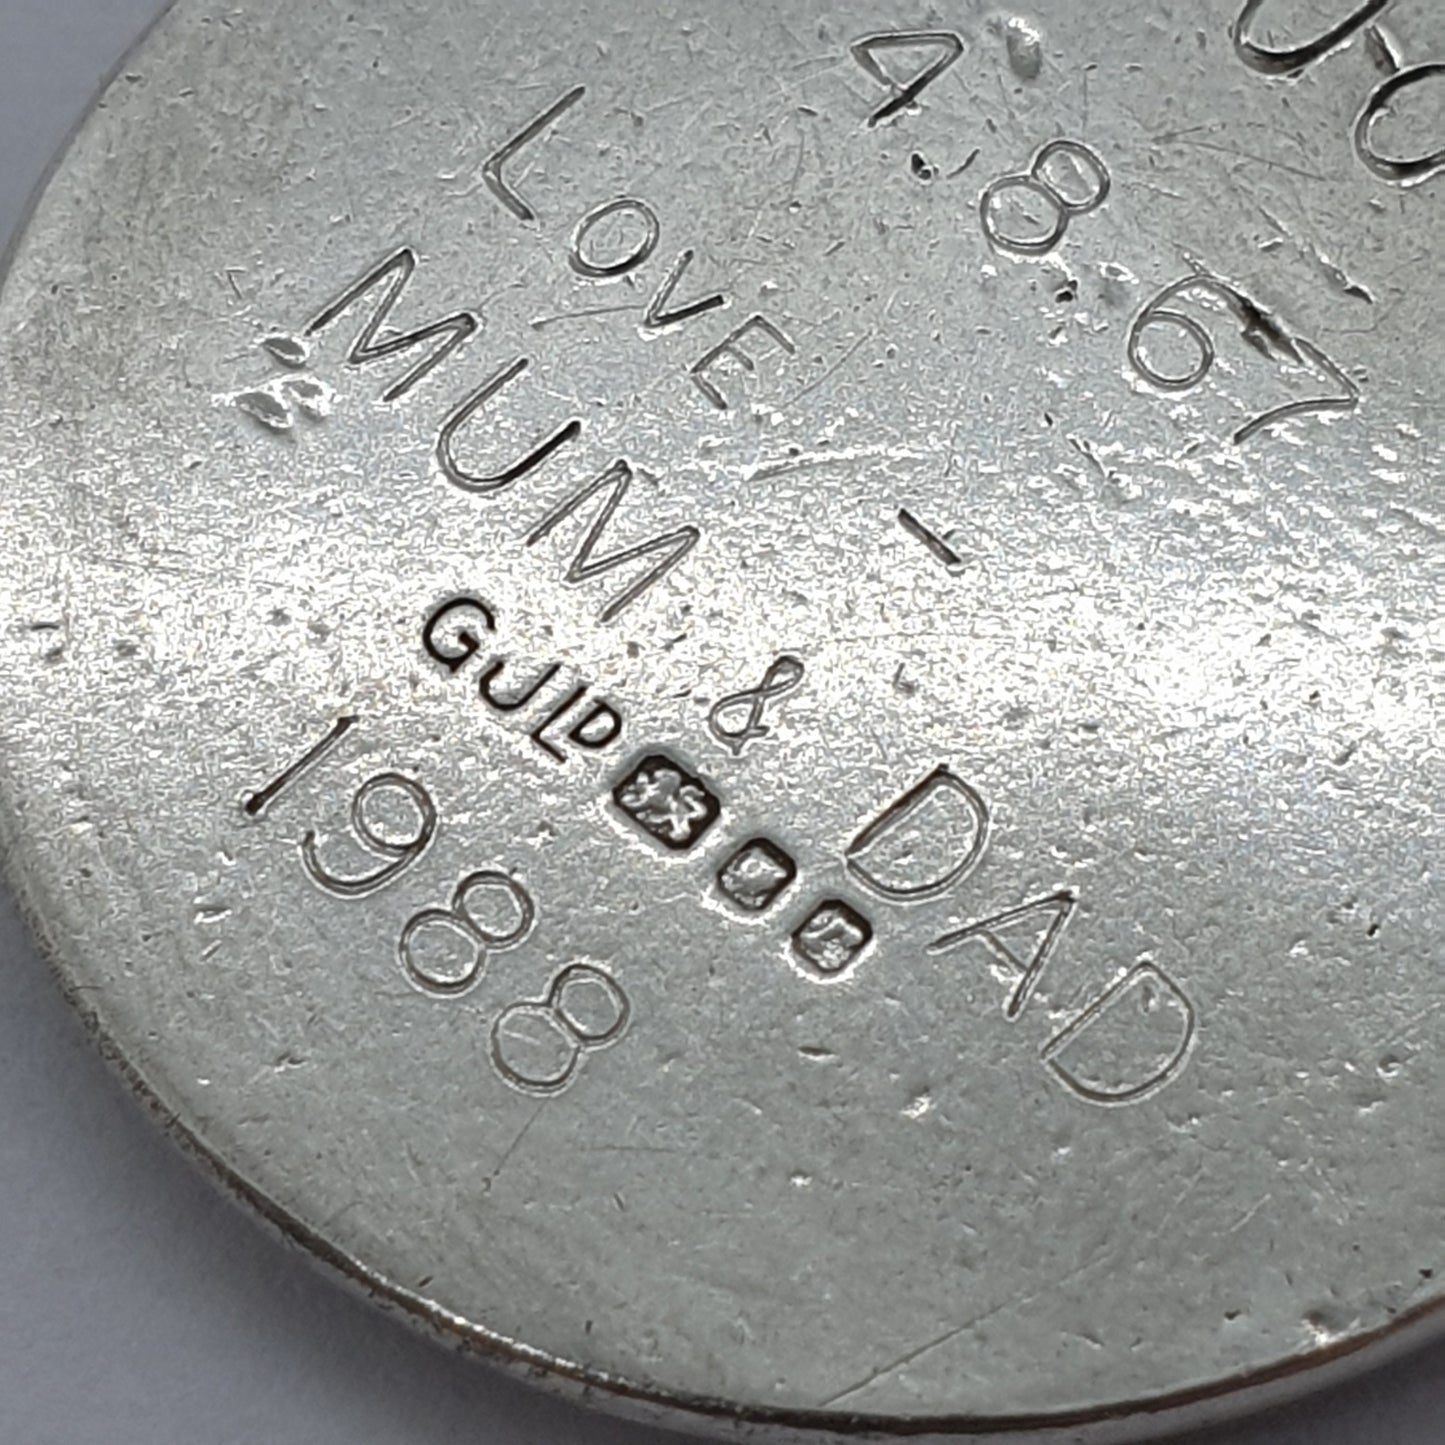 4.8.67
LOVE -
MUM & DAD
GJLD
1988